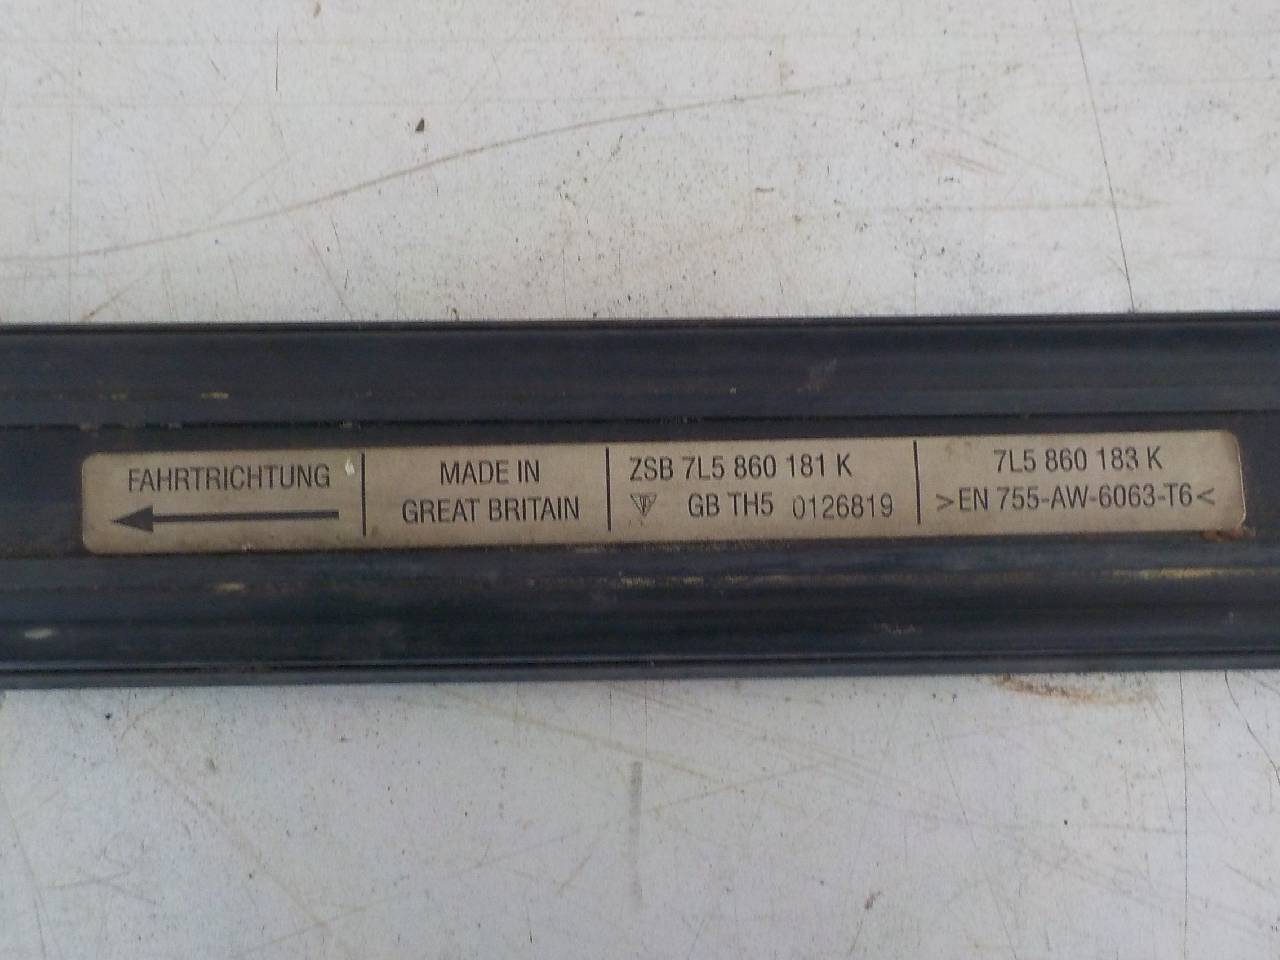 FAHRTRICHTUNG
MADE IN
GREAT BRITAIN
ZSB 7L5 860 181 K
GB TH5 0126819
7L5 860 183 K
>EN 755-AW-6063-T6<